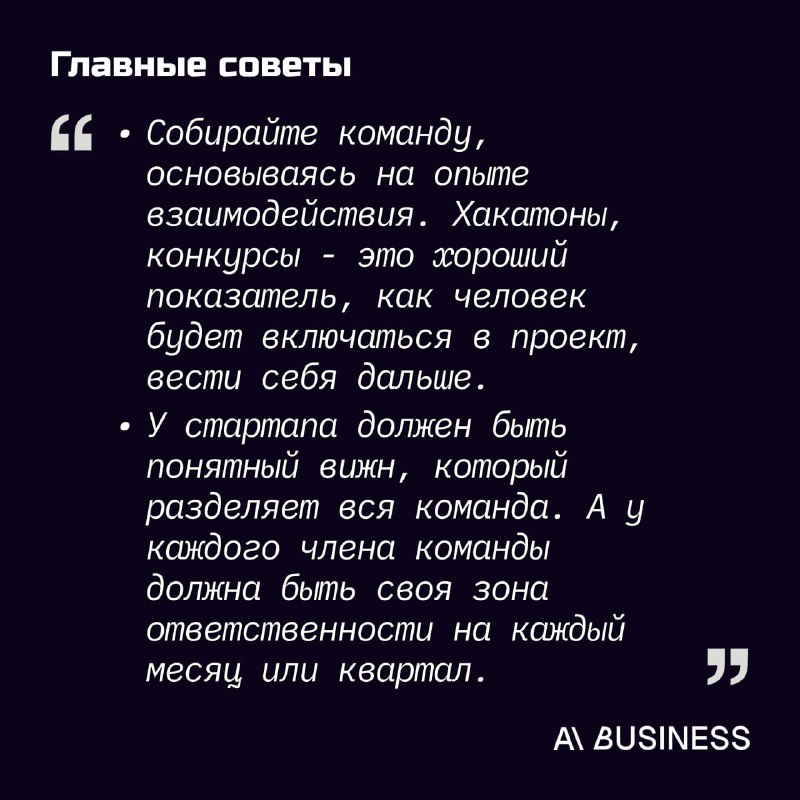 Главные советы
“ • Собирайте команду,
основываясь на опыте
взаимодействия. Хакатоны,
конкурсы - это хороший
показатель, как человек
будет включаться в проект,
вести себя дальше.
• У стартапа должен быть
понятный вижн, который
разделяет вся команда. А у
каждого члена команды
должна быть своя зона
ответственности на каждый
месяц или квартал. ”
A\ BUSINESS